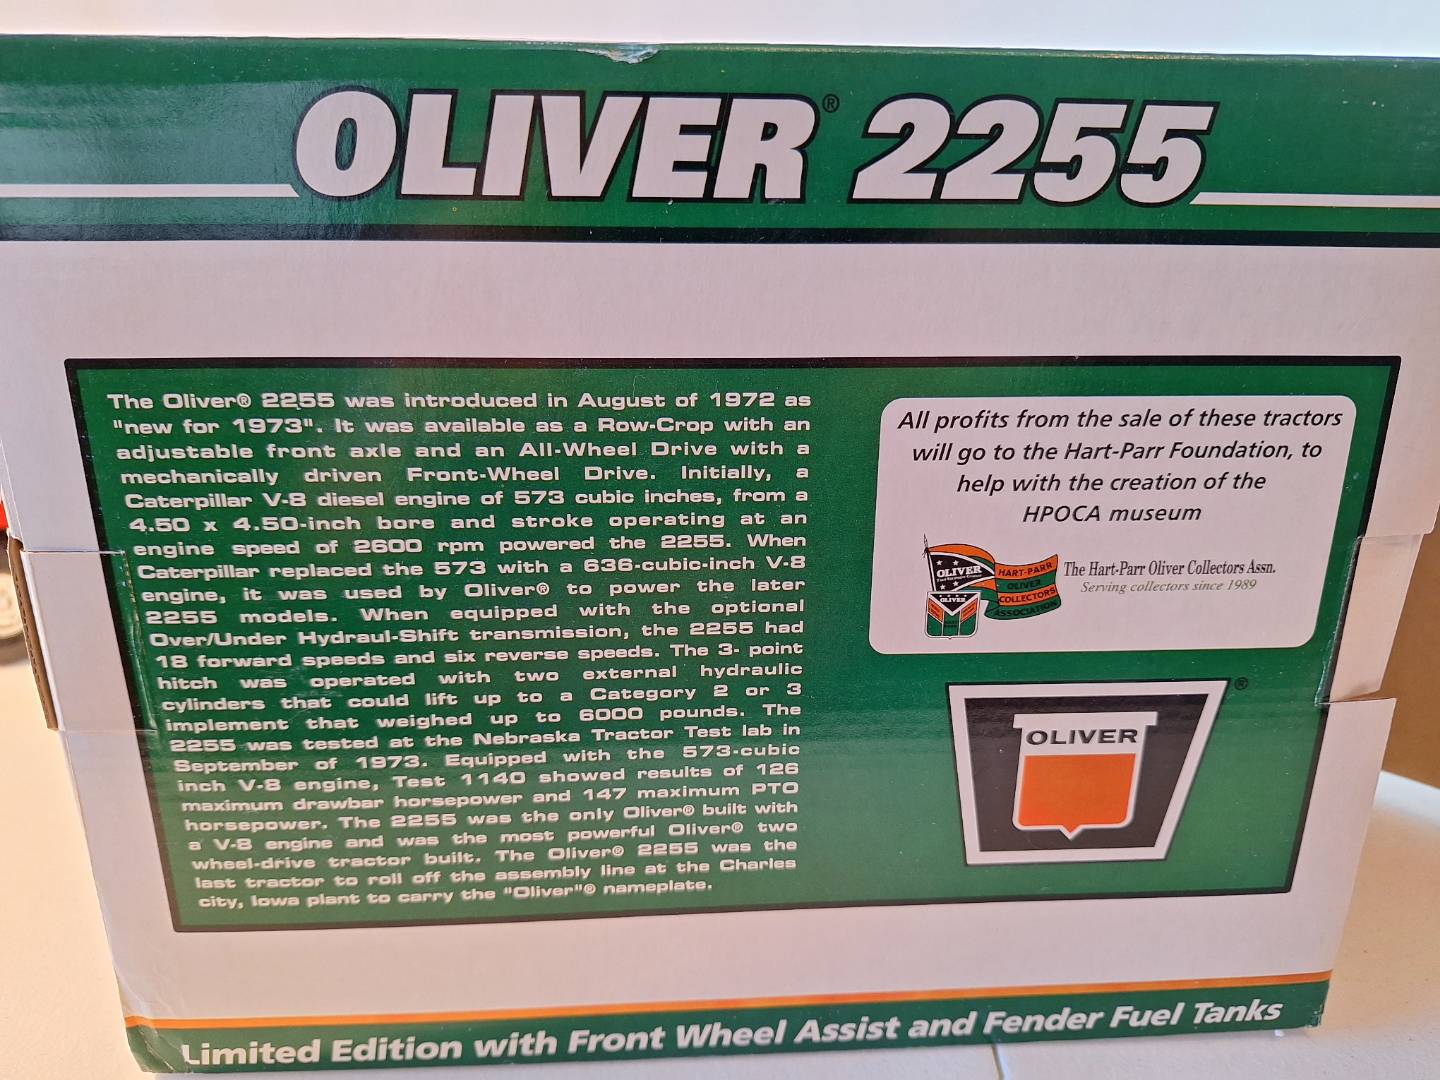 OLIVER® 2255
The Oliver® 2255 was introduced in August of 1972 as
"new for 1973". It was available as a Row-Crop with an
adjustable front axle and an All-Wheel Drive with a
mechanically driven Front-Wheel Drive. Initially, a
Caterpillar V-8 diesel engine of 573 cubic inches, from a
4.50 x 4.50-inch bore and stroke operating at an
engine speed of 2600 rpm powered the 2255. When
Caterpillar replaced the 573 with a 636-cubic-inch V-8
engine, it was used by Oliver® to power the later
2255 models. When equipped with the optional
Over/Under Hydraul-Shift transmission, the 2255 had
18 forward speeds and six reverse speeds. The 3- point
hitch was operated with two external hydraulic
cylinders that could lift up to a Category 2 or 3
implement that weighed up to 6000 pounds. The
2255 was tested at the Nebraska Tractor Test lab in
September of 1973. Equipped with the 573-cubic
inch V-8 engine, Test 1140 showed results of 126
maximum drawbar horsepower and 147 maximum PTO
horsepower. The 2255 was the only Oliver® built with
a V-8 engine and was the most powerful Oliver® two
wheel-drive tractor built. The Oliver® 2255 was the
last tractor to roll off the assembly line at the Charles
city, Iowa plant to carry the "Oliver"® nameplate.
All profits from the sale of these tractors
will go to the Hart-Parr Foundation, to
help with the creation of the
HPOCA museum
OLIVER
OLIVER
HART-PARR
OLIVER
COLLECTORS
ASSOCIATION
The Hart-Parr Oliver Collectors Assn.
Serving collectors since 1989
OLIVER
®
Limited Edition with Front Wheel Assist and Fender Fuel Tanks